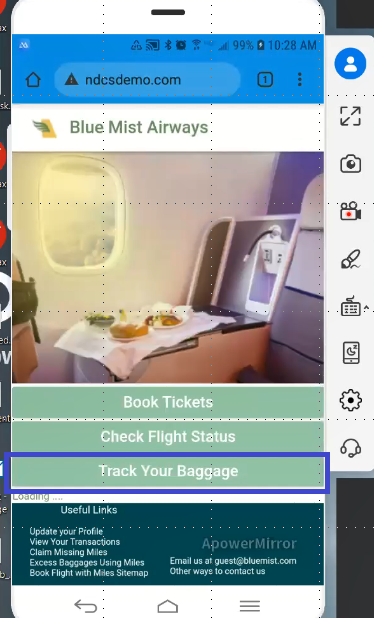 99% 10:28 AM
ndcsdemo.com 1
Blue Mist Airways
Book Tickets
Check Flight Status
Track Your Baggage
Loading ....
Useful Links
Update your Profile
View Your Transactions
Claim Missing Miles
Excess Baggages Using Miles
Book Flight with Miles Sitemap
ApowerMirror
Email us at guest@bluemist.com
Other ways to contact us